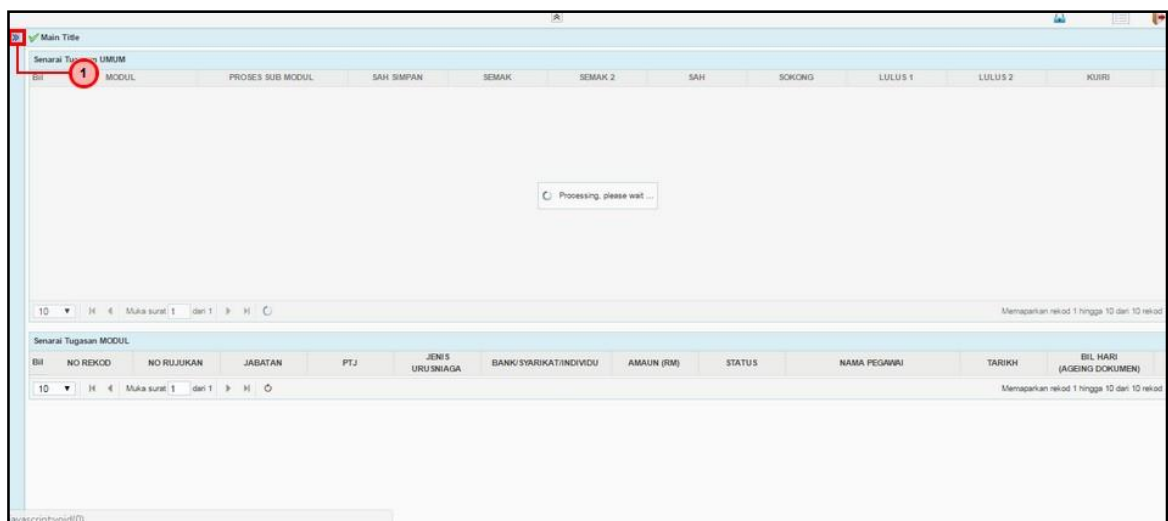 Main Title
Senarai Tugasan UMUM
1
Bil MODUL PROSES SUB MODUL SAH SIMPAN SEMAK SEMAK 2 SAH SOKONG LULUS 1 LULUS 2 KUIRI
Processing, please wait ...
10 Muka surat 1 dari 1 Memaparkan rekod 1 hingga 10 dari 10 rekod
Senarai Tugasan MODUL
Bil NO REKOD NO RUJUKAN JABATAN PTJ JENIS URUSNIAGA BANK/SYARIKAT/INDIVIDU AMAUN (RM) STATUS NAMA PEGAWAI TARIKH BIL HARI (AGEING DOKUMEN)
10 Muka surat 1 dari 1 Memaparkan rekod 1 hingga 10 dari 10 rekod